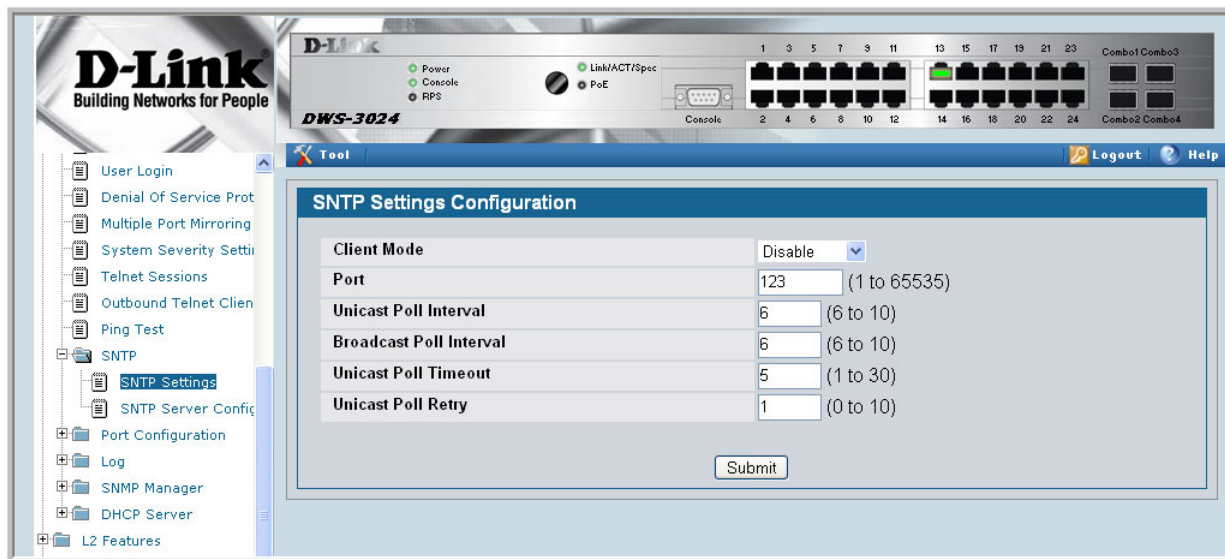 D-Link
Building Networks for People
D-Link
Power
Console
RPS
Link/ACT/Spec
PoE
DWS-3024
Console
1 3 5 7 9 11 13 15 17 19 21 23 Combo1 Combo3
2 4 6 8 10 12 14 16 18 20 22 24 Combo2 Combo4
Tool
Logout
Help
User Login
Denial Of Service Prot
Multiple Port Mirroring
System Severity Setti
Telnet Sessions
Outbound Telnet Clien
Ping Test
SNTP
SNTP Settings
SNTP Server Config
Port Configuration
Log
SNMP Manager
DHCP Server
L2 Features
SNTP Settings Configuration
Client Mode Disable
Port 123 (1 to 65535)
Unicast Poll Interval 6 (6 to 10)
Broadcast Poll Interval 6 (6 to 10)
Unicast Poll Timeout 5 (1 to 30)
Unicast Poll Retry 1 (0 to 10)
Submit